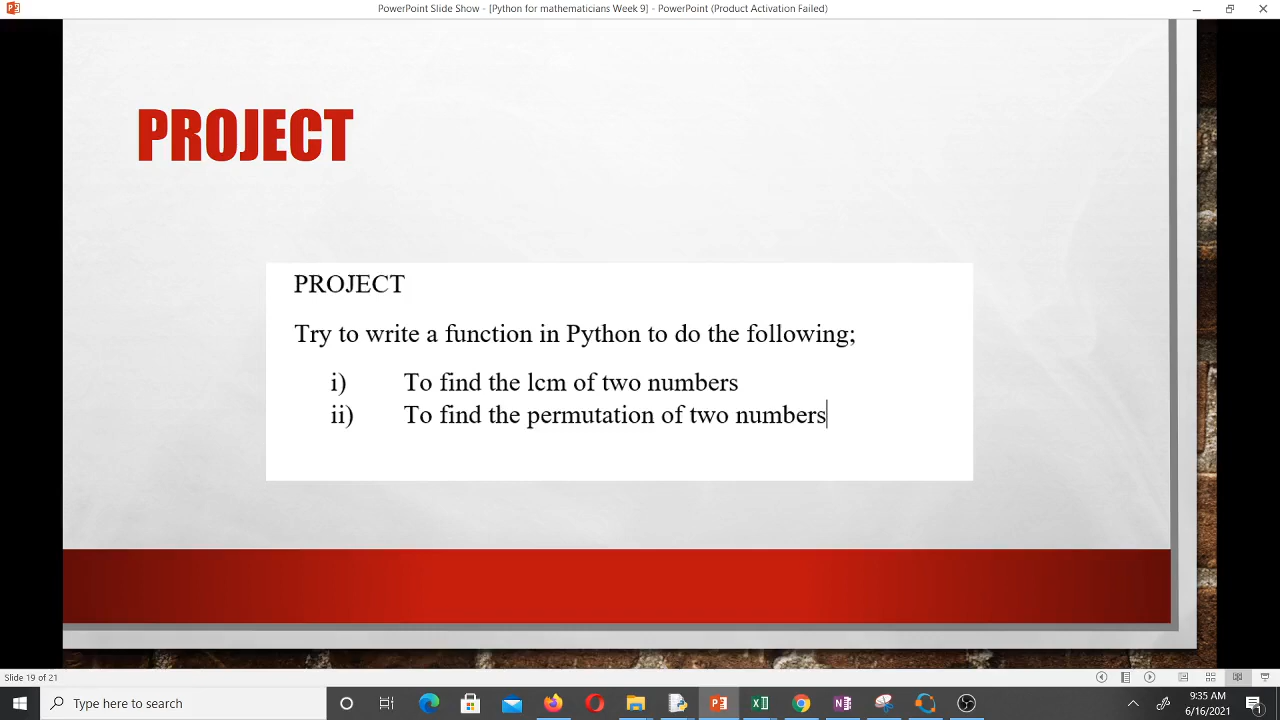 PowerPoint Slide Show - [Python for mathematicians Week 9] - PowerPoint (Product Activation Failed)
PROJECT
PROJECT
Try to write a function in Python to do the following;
i) To find the lcm of two numbers
ii) To find the permutation of two numbers
Slide 19 of 21
Type here to search
9:35 AM
6/16/2021